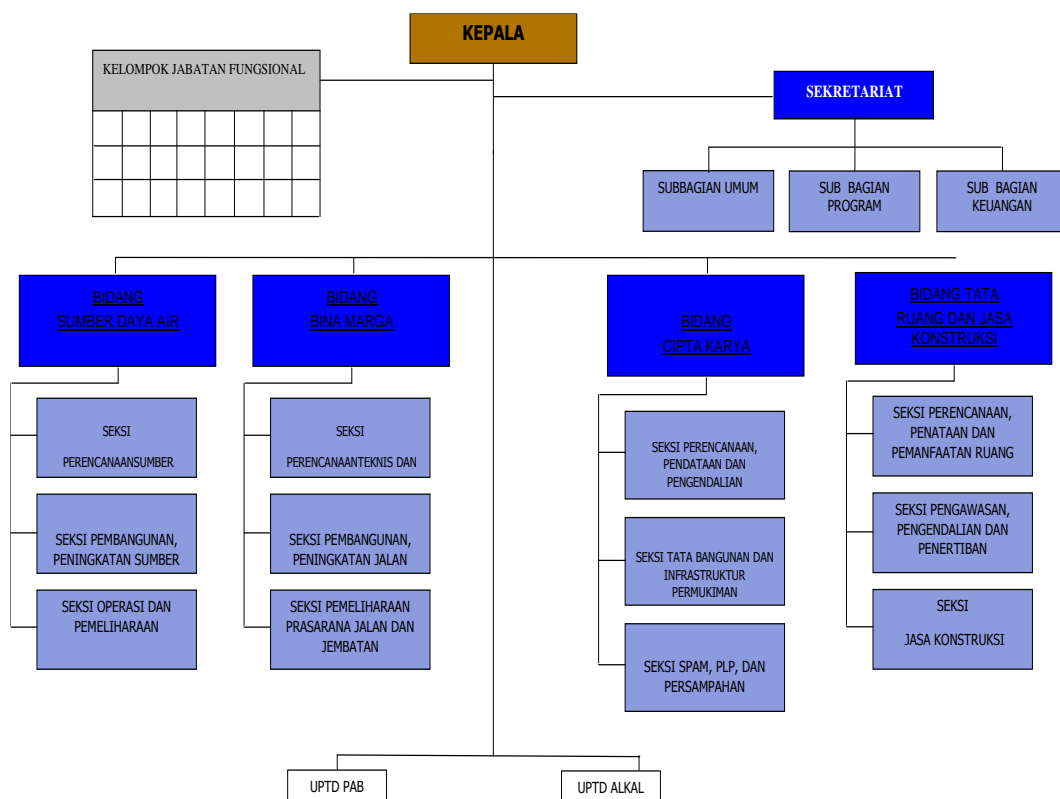 KEPALA
KELOMPOK JABATAN FUNGSIONAL
SEKRETARIAT
SUBBAGIAN UMUM
SUB BAGIAN
PROGRAM
SUB BAGIAN
KEUANGAN
BIDANG
SUMBER DAYA AIR
BIDANG
BINA MARGA
BIDANG
CIPTA KARYA
BIDANG TATA
RUANG DAN JASA
KONSTRUKSI
SEKSI
PERENCANAANSUMBER
SEKSI PEMBANGUNAN,
PENINGKATAN SUMBER
SEKSI OPERASI DAN
PEMELIHARAAN
SEKSI
PERENCANAANTEKNIS DAN
SEKSI PEMBANGUNAN,
PENINGKATAN JALAN
SEKSI PEMELIHARAAN
PRASARANA JALAN DAN
JEMBATAN
SEKSI PERENCANAAN,
PENDATAAN DAN
PENGENDALIAN
SEKSI TATA BANGUNAN DAN
INFRASTRUKTUR
PERMUKIMAN
SEKSI SPAM, PLP, DAN
PERSAMPAHAN
SEKSI PERENCANAAN,
PENATAAN DAN
PEMANFAATAN RUANG
SEKSI PENGAWASAN,
PENGENDALIAN DAN
PENERTIBAN
SEKSI
JASA KONSTRUKSI
UPTD PAB
UPTD ALKAL